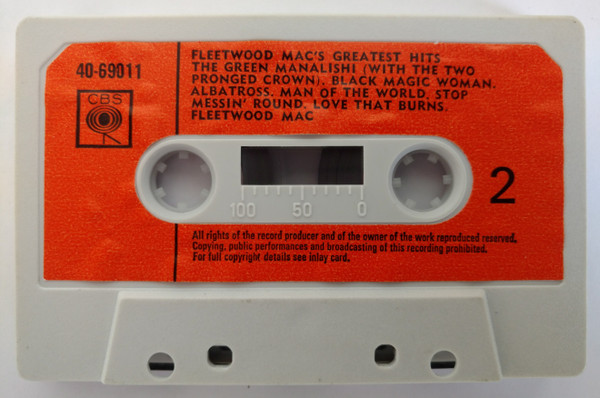 40-69011
CBS
FLEETWOOD MAC'S GREATEST HITS
THE GREEN MANALISHI (WITH THE TWO
PRONGED CROWN). BLACK MAGIC WOMAN.
ALBATROSS. MAN OF THE WORLD. STOP
MESSIN' ROUND. LOVE THAT BURNS.
FLEETWOOD MAC
100 50 0
2
All rights of the record producer and of the owner of the work reproduced reserved.
Copying, public performances and broadcasting of this recording prohibited.
For full copyright details see inlay card.